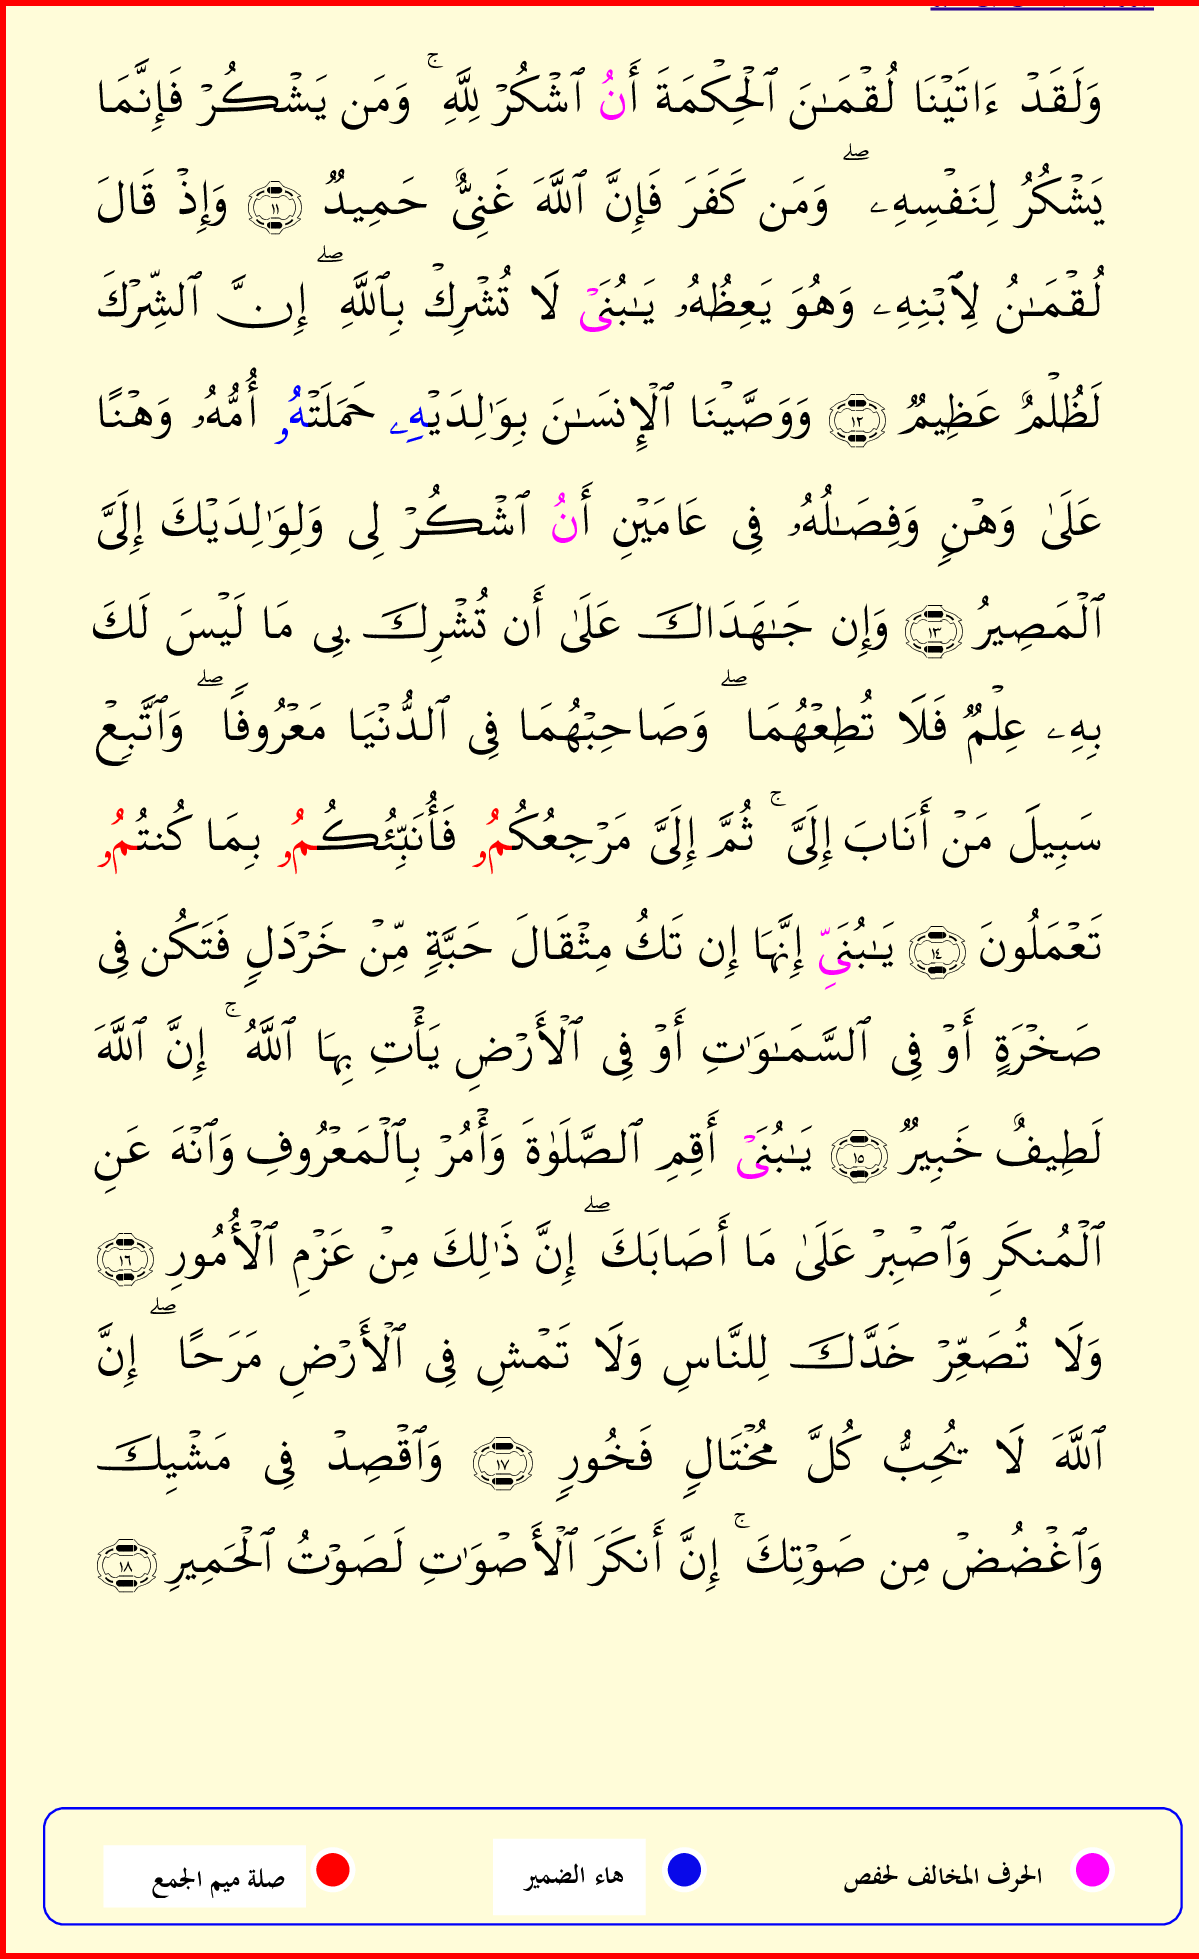 وَلَقَدۡ ءَاتَيۡنَا لُقۡمَـٰنَ ٱلۡحِكۡمَةَ أَنُ ٱشۡكُرۡ لِلَّهِۚ وَمَن يَشۡكُرۡ فَإِنَّمَا
يَشۡكُرُ لِنَفۡسِهِۦۖ وَمَن كَفَرَ فَإِنَّ ٱللَّهَ غَنِيٌّ حَمِيدٌ ١١ وَإِذۡ قَالَ
لُقۡمَـٰنُ لِٱبۡنِهِۦ وَهُوَ يَعِظُهُۥ يَـٰبُنَيۡ لَا تُشۡرِكۡ بِٱللَّهِۖ إِنَّ ٱلشِّرۡكَ
لَظُلۡمٌ عَظِيمٌ ١٢ وَوَصَّيۡنَا ٱلۡإِنسَـٰنَ بِوَٰلِدَيۡهِۦ حَمَلَتۡهُۥ أُمُّهُۥ وَهۡنًا
عَلَىٰ وَهۡنٍ وَفِصَـٰلُهُۥ فِى عَامَيۡنِ أَنُ ٱشۡكُرۡ لِى وَلِوَٰلِدَيۡكَ إِلَىَّ
ٱلۡمَصِيرُ ١٣ وَإِن جَـٰهَدَاكَ عَلَىٰ أَن تُشۡرِكَ بِى مَا لَيۡسَ لَكَ
بِهِۦ عِلۡمٌ فَلَا تُطِعۡهُمَاۖ وَصَاحِبۡهُمَا فِى ٱلدُّنۡيَا مَعۡرُوفًاۖ وَٱتَّبِعۡ
سَبِيلَ مَنۡ أَنَابَ إِلَىَّۚ ثُمَّ إِلَىَّ مَرۡجِعُكُمُۥ فَأُنَبِّئُكُمُۥ بِمَا كُنتُمُۥ
تَعۡمَلُونَ ١٤ يَـٰبُنَىِّ إِنَّهَا إِن تَكُ مِثۡقَالَ حَبَّةٍ مِّنۡ خَرۡدَلٍ فَتَكُن فِى
صَخۡرَةٍ أَوۡ فِى ٱلسَّمَـٰوَٰتِ أَوۡ فِى ٱلۡأَرۡضِ يَأۡتِ بِهَا ٱللَّهُۚ إِنَّ ٱللَّهَ
لَطِيفٌ خَبِيرٌ ١٥ يَـٰبُنَىۡ أَقِمِ ٱلصَّلَوٰةَ وَأۡمُرۡ بِٱلۡمَعۡرُوفِ وَٱنۡهَ عَنِ
ٱلۡمُنكَرِ وَٱصۡبِرۡ عَلَىٰ مَا أَصَابَكَۖ إِنَّ ذَٰلِكَ مِنۡ عَزۡمِ ٱلۡأُمُورِ ١٦
وَلَا تُصَعِّرۡ خَدَّكَ لِلنَّاسِ وَلَا تَمۡشِ فِى ٱلۡأَرۡضِ مَرَحًاۖ إِنَّ
ٱللَّهَ لَا يُحِبُّ كُلَّ مُخۡتَالٍ فَخُورٍ ١٧ وَٱقۡصِدۡ فِى مَشۡيِكَ
وَٱغۡضُضۡ مِن صَوۡتِكَۚ إِنَّ أَنكَرَ ٱلۡأَصۡوَٰتِ لَصَوۡتُ ٱلۡحَمِيرِ ١٨
الحرف المخالف لحفص هاء الضمير صلة ميم الجمع